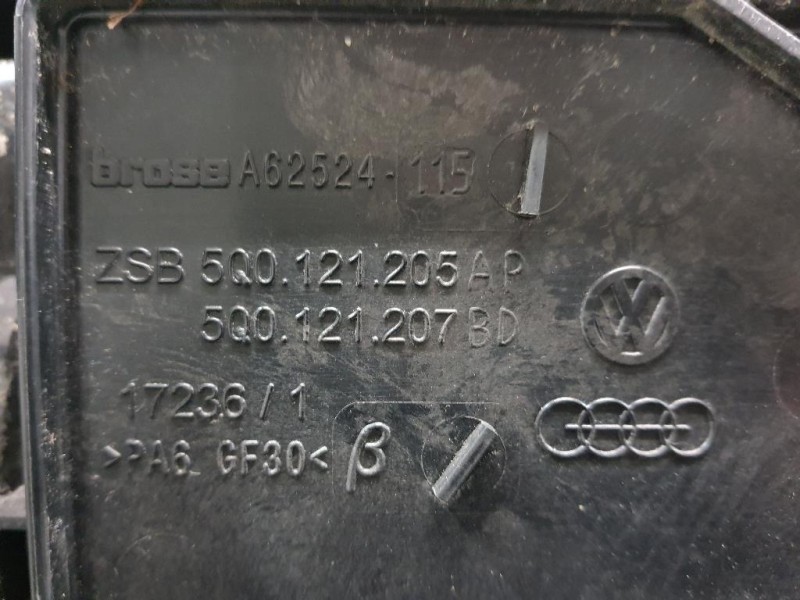 brose A62524-115
ZSB 5Q0.121.205 AP
5Q0.121.207 BD
17236/1
>PA6 GF30< β